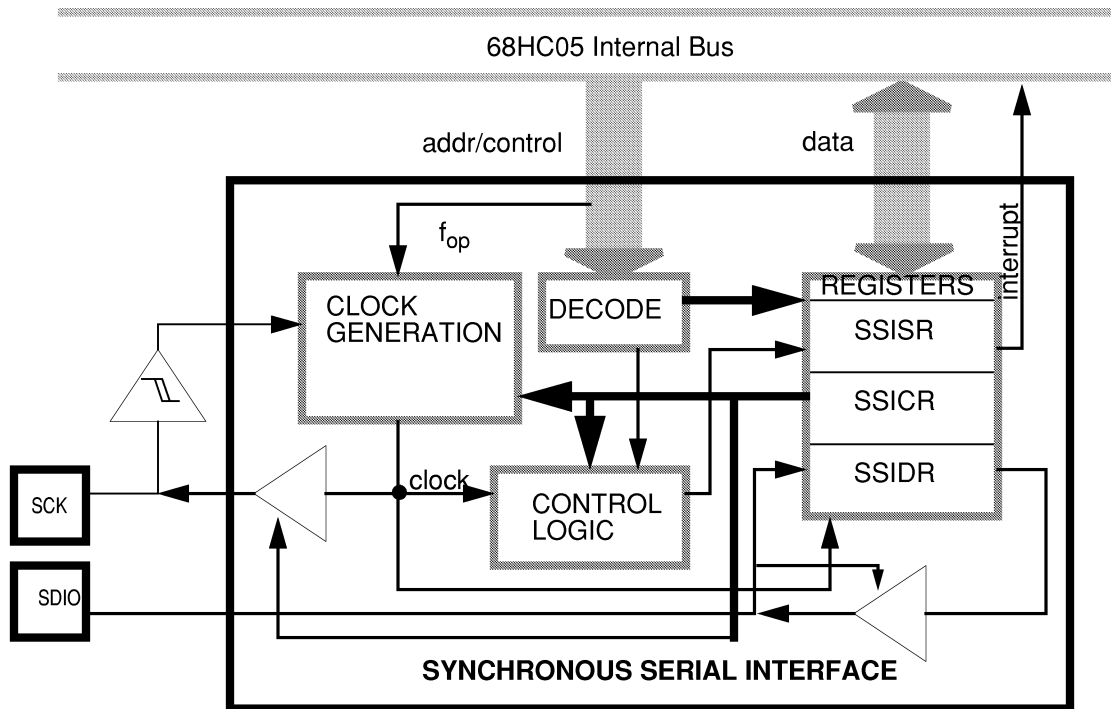 68HC05 Internal Bus
addr/control
data
interrupt
fop
CLOCK
GENERATION
DECODE
REGISTERS
SSISR
SSICR
SSIDR
clock
CONTROL
LOGIC
SCK
SDIO
SYNCHRONOUS SERIAL INTERFACE